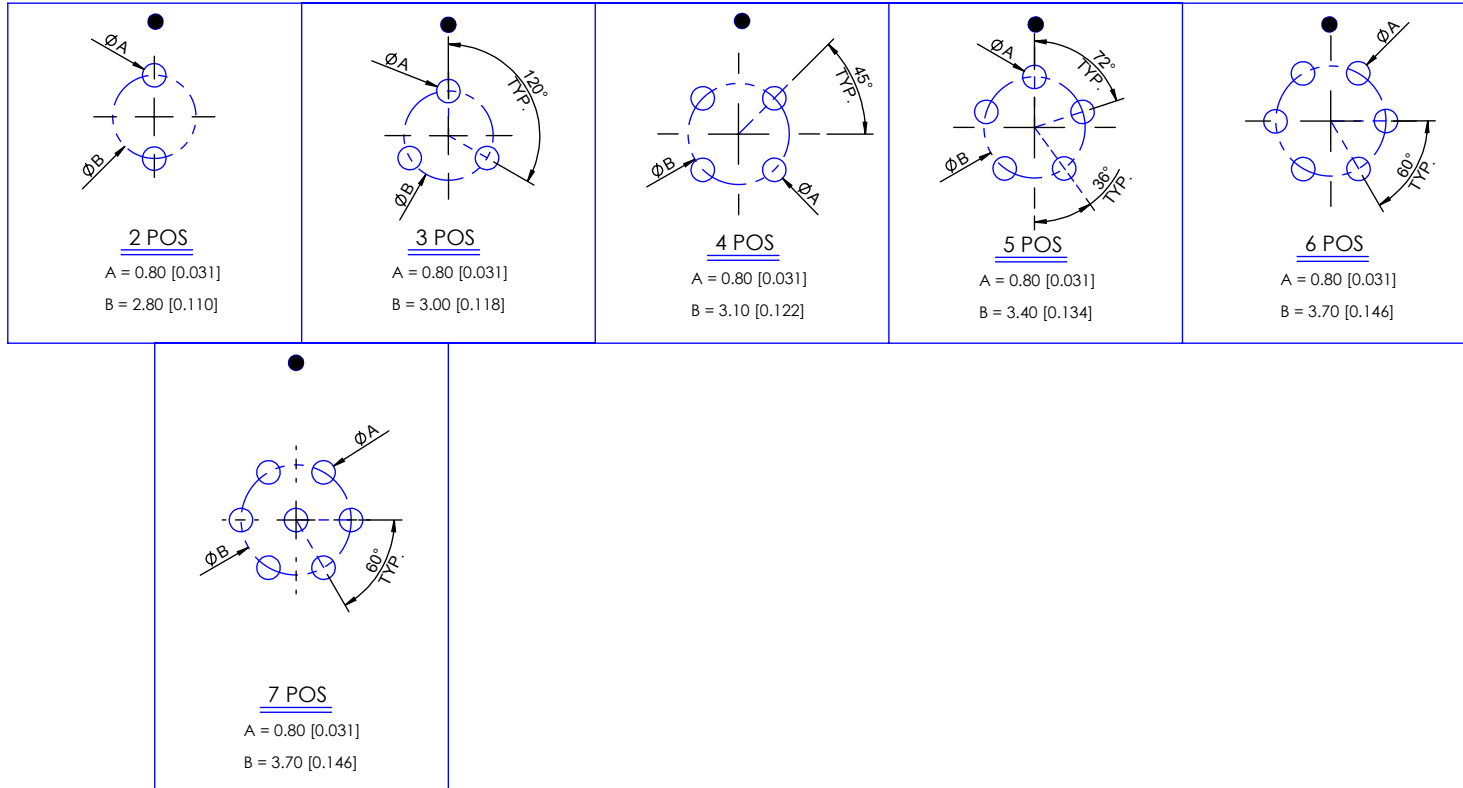 ØA
ØB
2 POS
A = 0.80 [0.031]
B = 2.80 [0.110]
ØA
120°
TYP.
ØB
3 POS
A = 0.80 [0.031]
B = 3.00 [0.118]
45°
TYP.
ØB
ØA
4 POS
A = 0.80 [0.031]
B = 3.10 [0.122]
ØA
72°
TYP.
ØB
36°
TYP.
5 POS
A = 0.80 [0.031]
B = 3.40 [0.134]
ØA
60°
TYP.
6 POS
A = 0.80 [0.031]
B = 3.70 [0.146]
ØA
ØB
60°
TYP.
7 POS
A = 0.80 [0.031]
B = 3.70 [0.146]